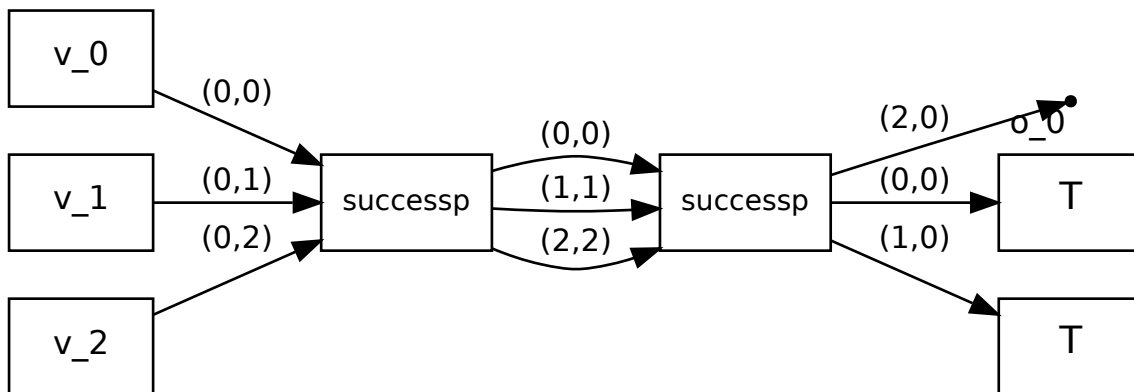 v_0
(0,0)
(0,0)
(2,0)
o_0
v_1
(0,1)
successp
(1,1)
successp
(0,0)
T
(0,2)
(2,2)
(1,0)
v_2
T